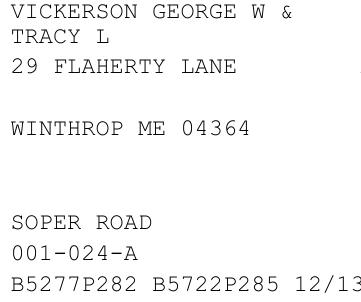 VICKERSON GEORGE W &
TRACY L
29 FLAHERTY LANE
WINTHROP ME 04364
SOPER ROAD
001-024-A
B5277P282 B5722P285 12/13